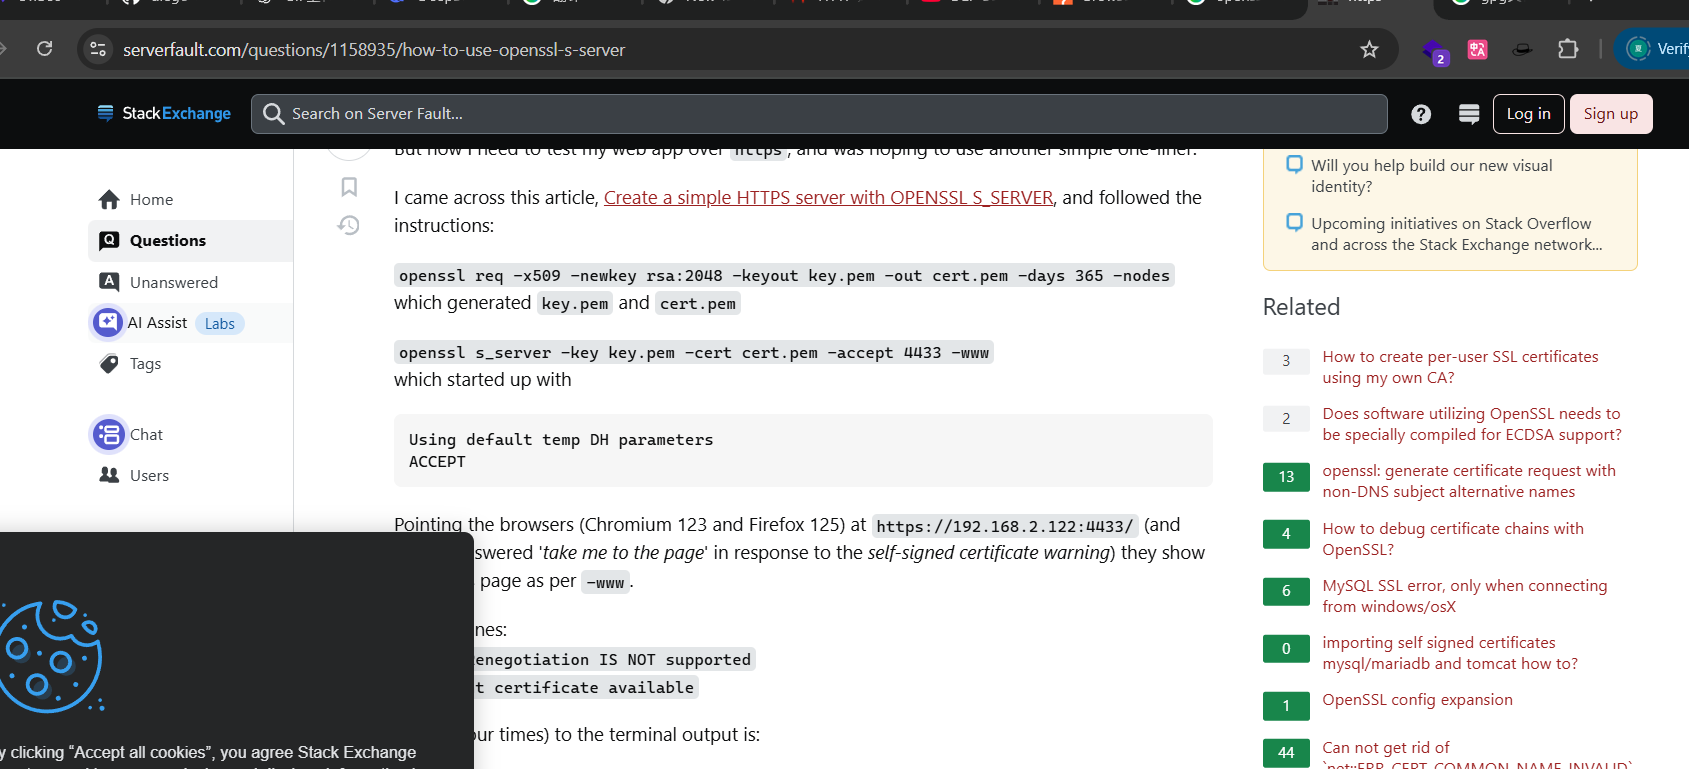 serverfault.com/questions/1158935/how-to-use-openssl-s-server
2
Verify
StackExchange
Search on Server Fault...
Log in
Sign up
But now I need to test my web app over https, and was hoping to use another simple one-liner.
I came across this article, Create a simple HTTPS server with OPENSSL S_SERVER, and followed the
instructions:
openssl req -x509 -newkey rsa:2048 -keyout key.pem -out cert.pem -days 365 -nodes
which generated key.pem and cert.pem
openssl s_server -key key.pem -cert cert.pem -accept 4433 -www
which started up with
Using default temp DH parameters
ACCEPT
Pointing the browsers (Chromium 123 and Firefox 125) at https://192.168.2.122:4433/ (and
swered 'take me to the page' in response to the self-signed certificate warning) they show
page as per -www.
nes:
enegotiation IS NOT supported
t certificate available
ur times) to the terminal output is:
Home
Questions
Unanswered
AI Assist Labs
Tags
Chat
Users
y clicking “Accept all cookies”, you agree Stack Exchange
Will you help build our new visual
identity?
Upcoming initiatives on Stack Overflow
and across the Stack Exchange network...
Related
3
How to create per-user SSL certificates
using my own CA?
2
Does software utilizing OpenSSL needs to
be specially compiled for ECDSA support?
13
openssl: generate certificate request with
non-DNS subject alternative names
4
How to debug certificate chains with
OpenSSL?
6
MySQL SSL error, only when connecting
from windows/osX
0
importing self signed certificates
mysql/mariadb and tomcat how to?
1
OpenSSL config expansion
44
Can not get rid of
`net::ERR_CERT_COMMON_NAME_INVALID`